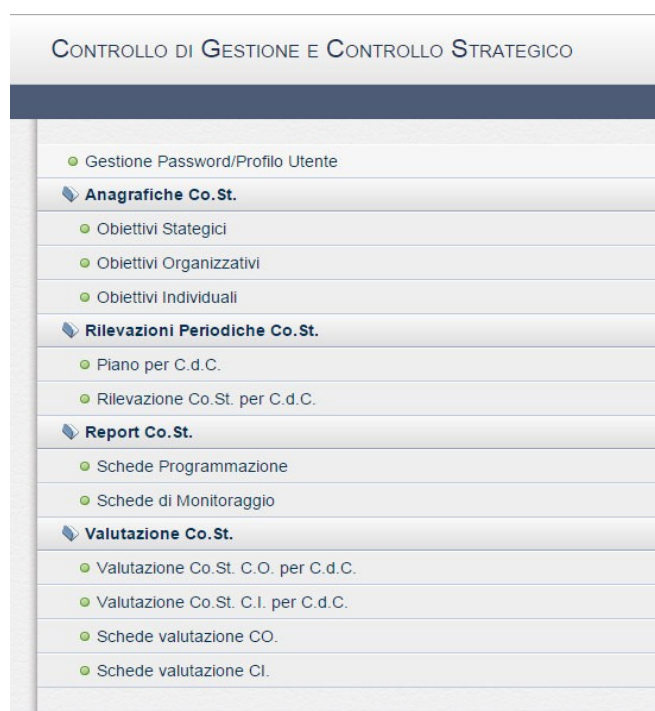 Controllo di Gestione e Controllo Strategico
Gestione Password/Profilo Utente
Anagrafiche Co.St.
Obiettivi Stategici
Obiettivi Organizzativi
Obiettivi Individuali
Rilevazioni Periodiche Co.St.
Piano per C.d.C.
Rilevazione Co.St. per C.d.C.
Report Co.St.
Schede Programmazione
Schede di Monitoraggio
Valutazione Co.St.
Valutazione Co.St. C.O. per C.d.C.
Valutazione Co.St. C.I. per C.d.C.
Schede valutazione CO.
Schede valutazione CI.